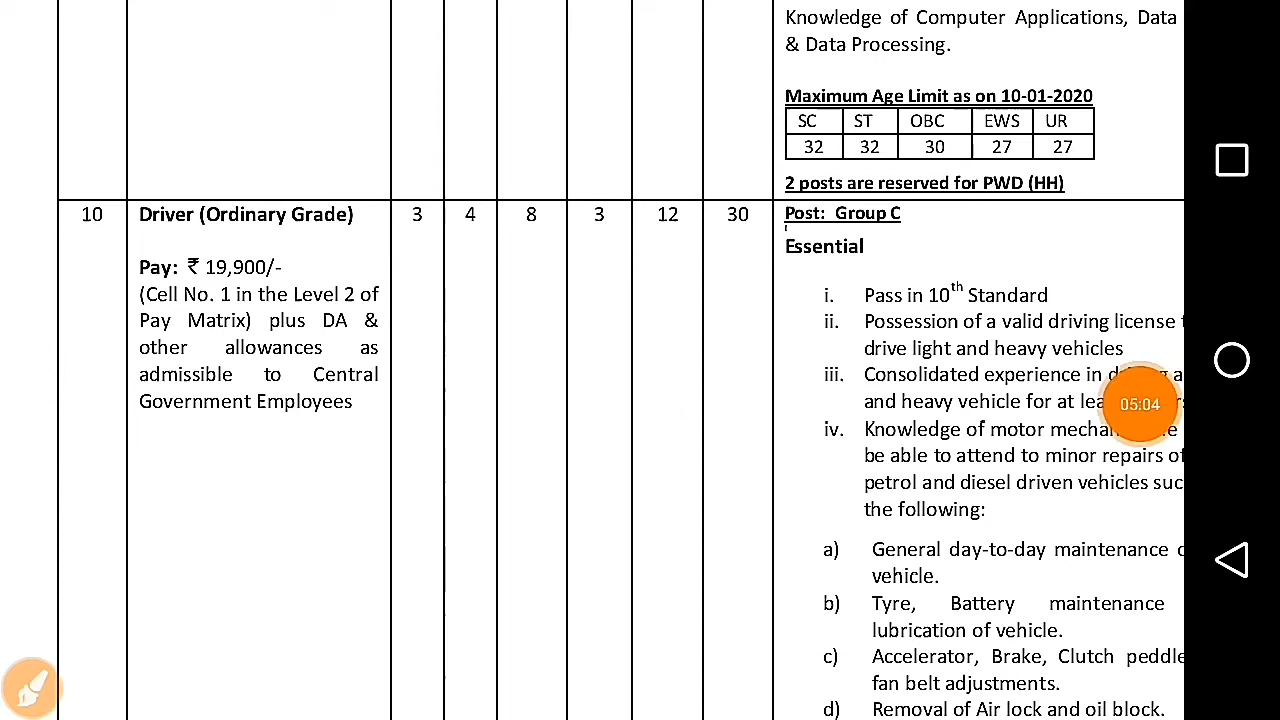 Knowledge of Computer Applications, Data
& Data Processing.
Maximum Age Limit as on 10-01-2020
SC ST OBC EWS UR
32 32 30 27 27
2 posts are reserved for PWD (HH)
10 Driver (Ordinary Grade) 3 4 8 3 12 30 Post: Group C
Pay: ₹ 19,900/-
(Cell No. 1 in the Level 2 of
Pay Matrix) plus DA &
other allowances as
admissible to Central
Government Employees
Essential
i. Pass in 10th Standard
ii. Possession of a valid driving license
drive light and heavy vehicles
iii. Consolidated experience in
and heavy vehicle for at
iv. Knowledge of motor
be able to attend to minor repairs of
petrol and diesel driven vehicles
the following:
a) General day-to-day maintenance
vehicle.
b) Tyre, Battery maintenance
lubrication of vehicle.
c) Accelerator, Brake, Clutch peddle
fan belt adjustments.
d) Removal of Air lock and oil block.
05:04